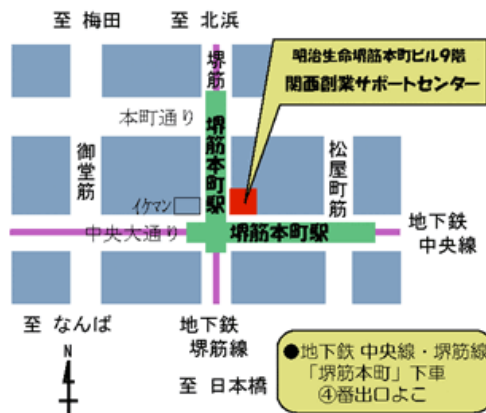 至 梅田
至 北浜
明治生命堺筋本町ビル9階
関西創業サポートセンター
堺筋
本町通り
堺筋本町駅
御堂筋
松屋町筋
イケマン
中央大通り
堺筋本町駅
地下鉄
中央線
至 なんば
地下鉄
堺筋線
至 日本橋
N
●地下鉄 中央線・堺筋線
「堺筋本町」下車
④番出口よこ